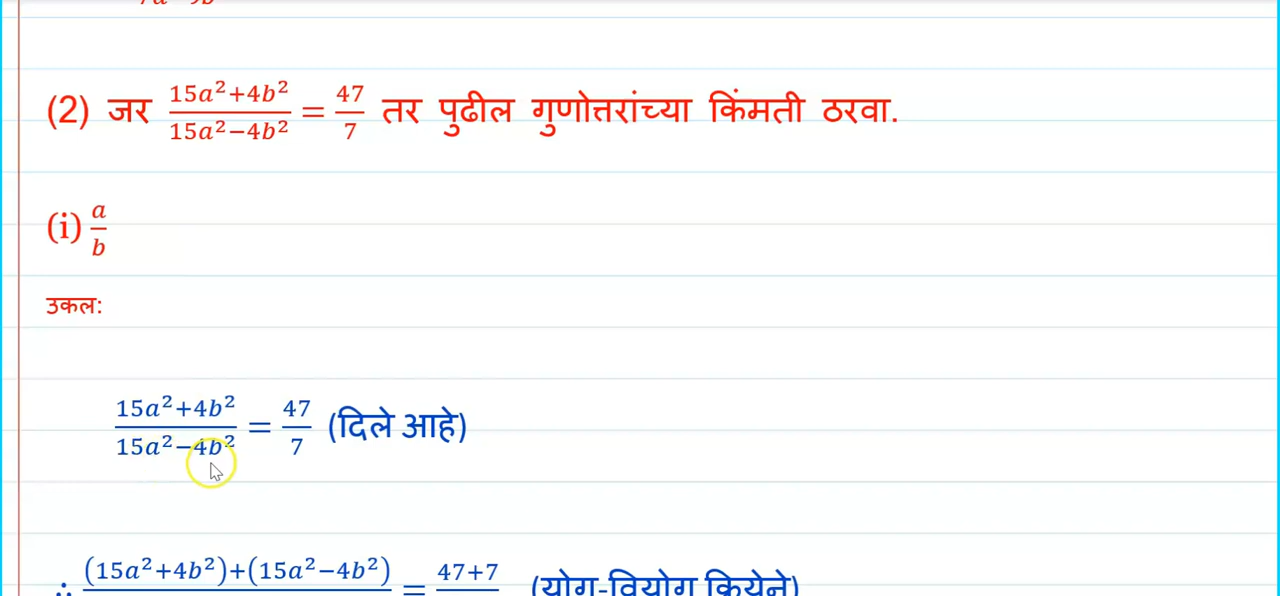 (2) जर (15a²+4b²)/(15a²−4b²) = 47/7 तर पुढील गुणोत्तरांच्या किंमती ठरवा.
(i) a/b
उकल:
(15a²+4b²)/(15a²−4b²) = 47/7 (दिले आहे)
∴ (15a²+4b²)+(15a²−4b²) = 47+7 (योग-वियोग क्रियेने)